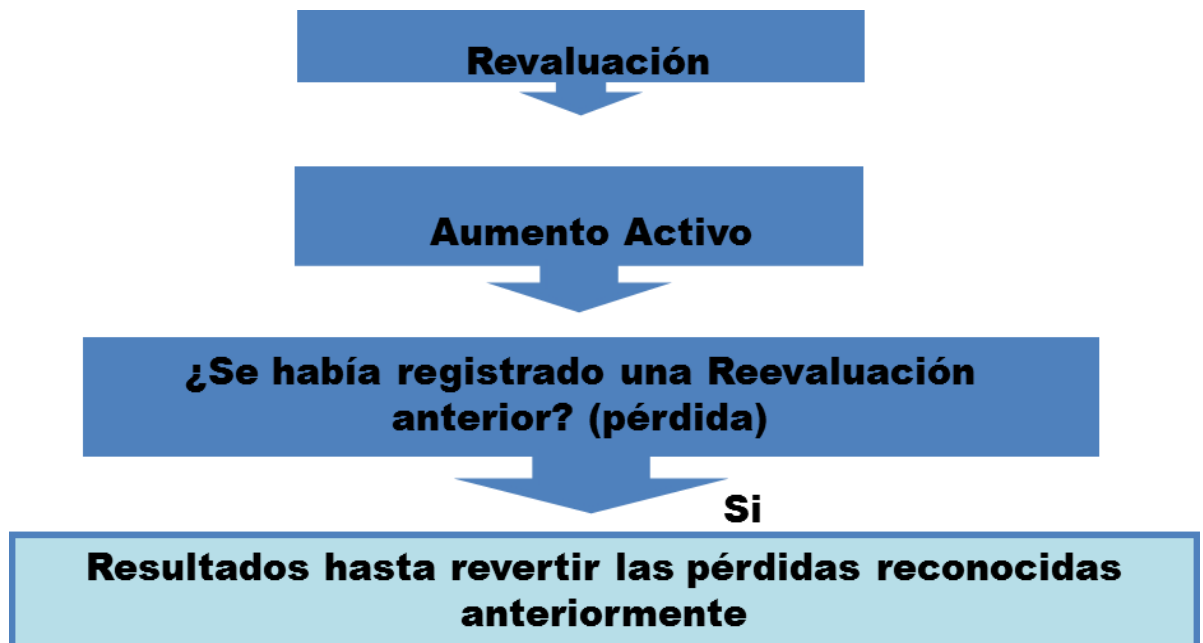 Revaluación
Aumento Activo
¿Se había registrado una Reevaluación
anterior? (pérdida)
Si
Resultados hasta revertir las pérdidas reconocidas
anteriormente